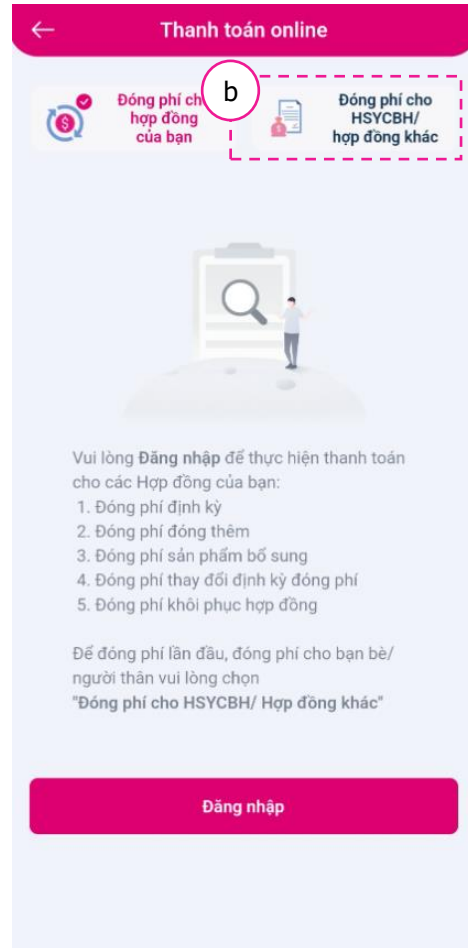 Thanh toán online
Đóng phí ch
hợp đồng
của bạn
b
Đóng phí cho
HSYCBH/
hợp đồng khác
Vui lòng Đăng nhập để thực hiện thanh toán
cho các Hợp đồng của bạn:
1. Đóng phí định kỳ
2. Đóng phí đóng thêm
3. Đóng phí sản phẩm bổ sung
4. Đóng phí thay đổi định kỳ đóng phí
5. Đóng phí khôi phục hợp đồng
Để đóng phí lần đầu, đóng phí cho bạn bè/
người thân vui lòng chọn
"Đóng phí cho HSYCBH/ Hợp đồng khác"
Đăng nhập